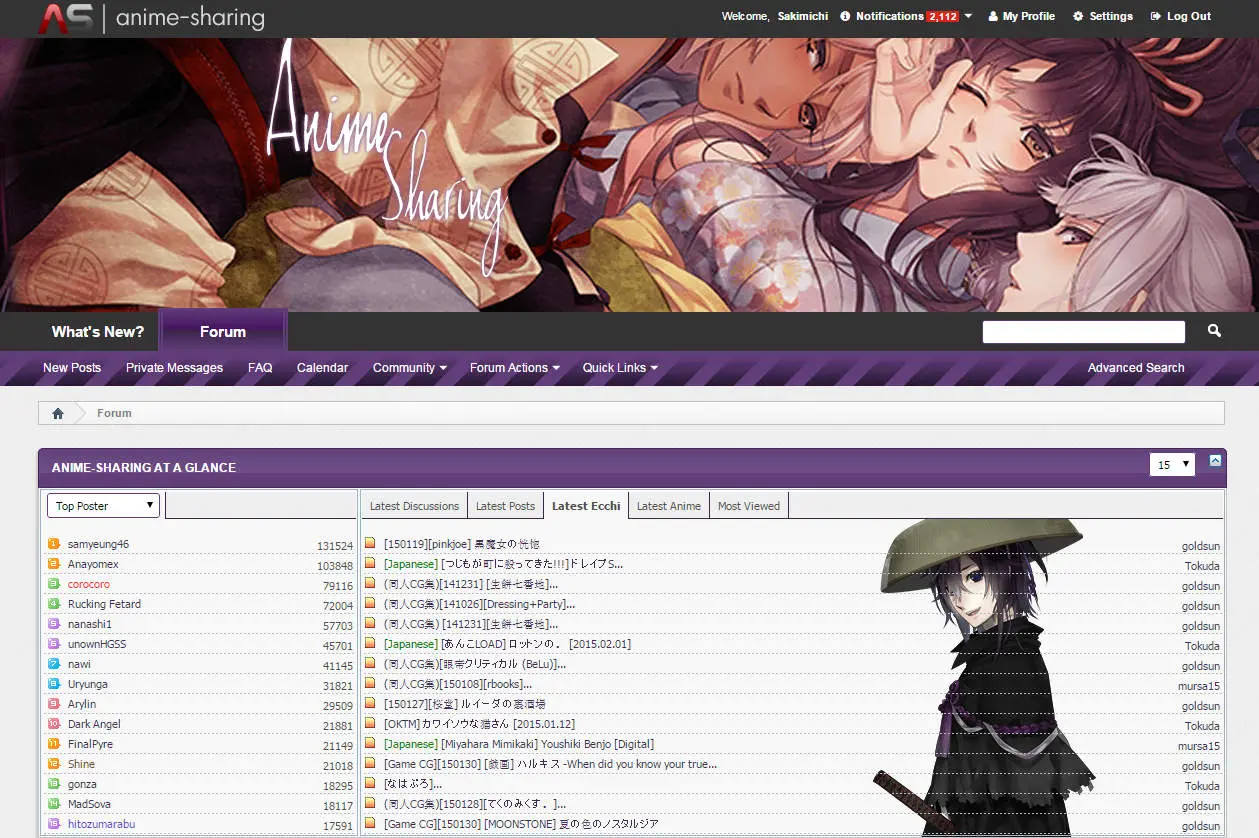 AS | anime-sharing
Welcome, Sakimichi Notifications 2,112 My Profile Settings Log Out
Anime
Sharing
What's New? Forum
New Posts Private Messages FAQ Calendar Community Forum Actions Quick Links Advanced Search
Forum
ANIME-SHARING AT A GLANCE 15
Top Poster Latest Discussions Latest Posts Latest Ecchi Latest Anime Most Viewed
1 samyeung46 131524 [150119][pinkjoe] 黒魔女の恍惚 goldsun
2 Anayomex 103848 [Japanese] [つじもが町に殺ってきた!!!]ドレイプS... Tokuda
3 corocoro 79116 (同人CG集)[141231] [生餅七番地]... goldsun
4 Rucking Fetard 72004 (同人CG集)[141026][Dressing+Party]... goldsun
5 nanashi1 57703 (同人CG集) [141231][生餅七番地]... goldsun
6 unownHGSS 45701 [Japanese] [あんこLOAD] ロットンの. [2015.02.01] Tokuda
7 nawi 41145 (同人CG集)[眼帯クリティカル (BeLu)]... goldsun
8 Uryunga 31821 (同人CG集)[150108][rbooks]... mursa15
9 Arylin 29509 [150127][桜堂] ルイーダの裏酒場 goldsun
10 Dark Angel 21881 [OKTM]カワイソウな猫さん [2015.01.12] Tokuda
11 FinalPyre 21149 [Japanese] [Miyahara Mimikaki] Youshiki Benjo [Digital] mursa15
12 Shine 21018 [Game CG][150130] [戯画] ハルキス -When did you know your true... goldsun
13 gonza 18295 [なはぷろ]... Tokuda
14 MadSova 18117 (同人CG集)[150128][てくのみくす。]... goldsun
15 hitozumarabu 17591 [Game CG][150130] [MOONSTONE] 夏の色のノスタルジア goldsun